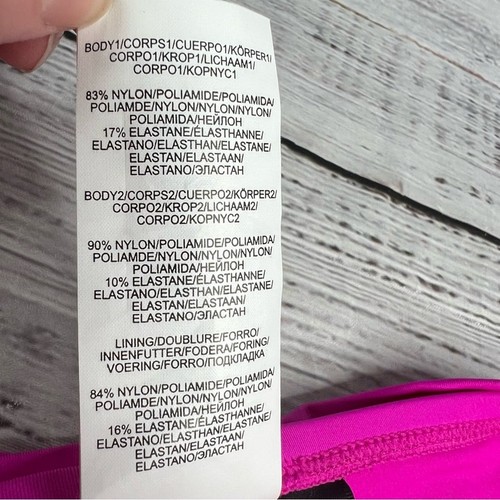 BODY1/CORPS1/CUERPO1/KÖRPER1/
CORPO1/KROP1/LICHAAM1/
CORPO1/KOPNYC1
83% NYLON/POLIAMIDE/POLIAMIDA/
POLIAMDE/NYLON/NYLON/NYLON/
POLIAMIDA/НЕЙЛОН
17% ELASTANE/ÉLASTHANNE/
ELASTANO/ELASTHAN/ELASTANE/
ELASTAN/ELASTAAN/
ELASTANO/ЭЛАСТАН
BODY2/CORPS2/CUERPO2/KÖRPER2/
CORPO2/KROP2/LICHAAM2/
CORPO2/KOPNYC2
90% NYLON/POLIAMIDE/POLIAMIDA/
POLIAMDE/NYLON/NYLON/NYLON/
POLIAMIDA/НЕЙЛОН
10% ELASTANE/ÉLASTHANNE/
ELASTANO/ELASTHAN/ELASTANE/
ELASTAN/ELASTAAN/
ELASTANO/ЭЛАСТАН
LINING/DOUBLURE/FORRO/
INNENFUTTER/FODERA/FORING/
VOERING/FORRO/ПОДКЛАДКА
84% NYLON/POLIAMIDE/POLIAMIDA/
POLIAMDE/NYLON/NYLON/NYLON/
POLIAMIDA/НЕЙЛОН
16% ELASTANE/ÉLASTHANNE/
ELASTANO/ELASTHAN/ELASTANE/
ELASTAN/ELASTAAN/
ELASTANO/ЭЛАСТАН